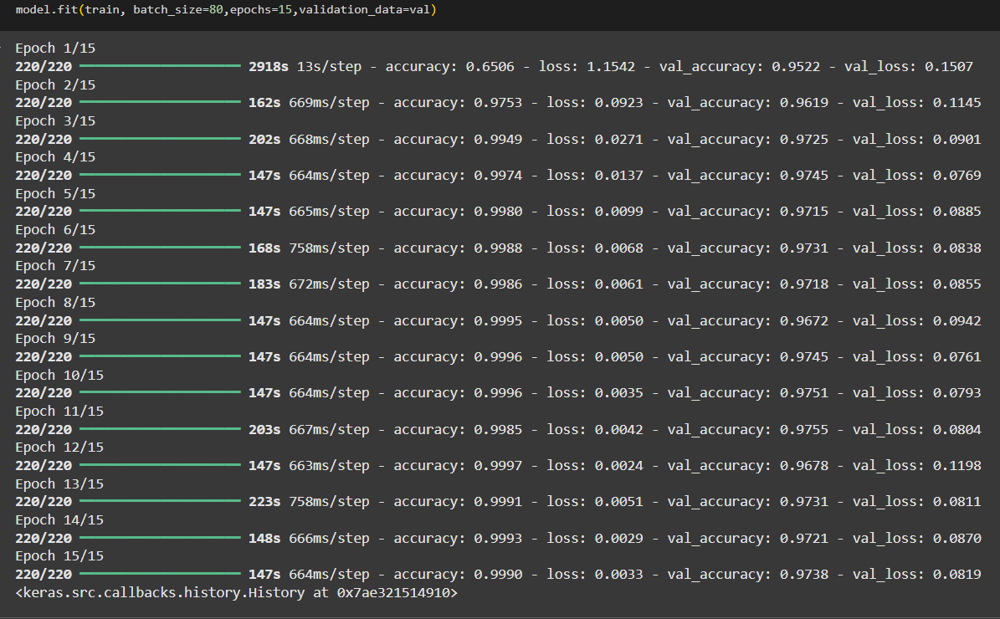 model.fit(train, batch_size=80,epochs=15,validation_data=val)
Epoch 1/15
220/220 2918s 13s/step - accuracy: 0.6506 - loss: 1.1542 - val_accuracy: 0.9522 - val_loss: 0.1507
Epoch 2/15
220/220 162s 669ms/step - accuracy: 0.9753 - loss: 0.0923 - val_accuracy: 0.9619 - val_loss: 0.1145
Epoch 3/15
220/220 202s 668ms/step - accuracy: 0.9949 - loss: 0.0271 - val_accuracy: 0.9725 - val_loss: 0.0901
Epoch 4/15
220/220 147s 664ms/step - accuracy: 0.9974 - loss: 0.0137 - val_accuracy: 0.9745 - val_loss: 0.0769
Epoch 5/15
220/220 147s 665ms/step - accuracy: 0.9980 - loss: 0.0099 - val_accuracy: 0.9715 - val_loss: 0.0885
Epoch 6/15
220/220 168s 758ms/step - accuracy: 0.9988 - loss: 0.0068 - val_accuracy: 0.9731 - val_loss: 0.0838
Epoch 7/15
220/220 183s 672ms/step - accuracy: 0.9986 - loss: 0.0061 - val_accuracy: 0.9718 - val_loss: 0.0855
Epoch 8/15
220/220 147s 664ms/step - accuracy: 0.9995 - loss: 0.0050 - val_accuracy: 0.9672 - val_loss: 0.0942
Epoch 9/15
220/220 147s 664ms/step - accuracy: 0.9996 - loss: 0.0050 - val_accuracy: 0.9745 - val_loss: 0.0761
Epoch 10/15
220/220 147s 664ms/step - accuracy: 0.9996 - loss: 0.0035 - val_accuracy: 0.9751 - val_loss: 0.0793
Epoch 11/15
220/220 203s 667ms/step - accuracy: 0.9985 - loss: 0.0042 - val_accuracy: 0.9755 - val_loss: 0.0804
Epoch 12/15
220/220 147s 663ms/step - accuracy: 0.9997 - loss: 0.0024 - val_accuracy: 0.9678 - val_loss: 0.1198
Epoch 13/15
220/220 223s 758ms/step - accuracy: 0.9991 - loss: 0.0051 - val_accuracy: 0.9731 - val_loss: 0.0811
Epoch 14/15
220/220 148s 666ms/step - accuracy: 0.9993 - loss: 0.0029 - val_accuracy: 0.9721 - val_loss: 0.0870
Epoch 15/15
220/220 147s 664ms/step - accuracy: 0.9990 - loss: 0.0033 - val_accuracy: 0.9738 - val_loss: 0.0819
<keras.src.callbacks.history.History at 0x7ae321514910>